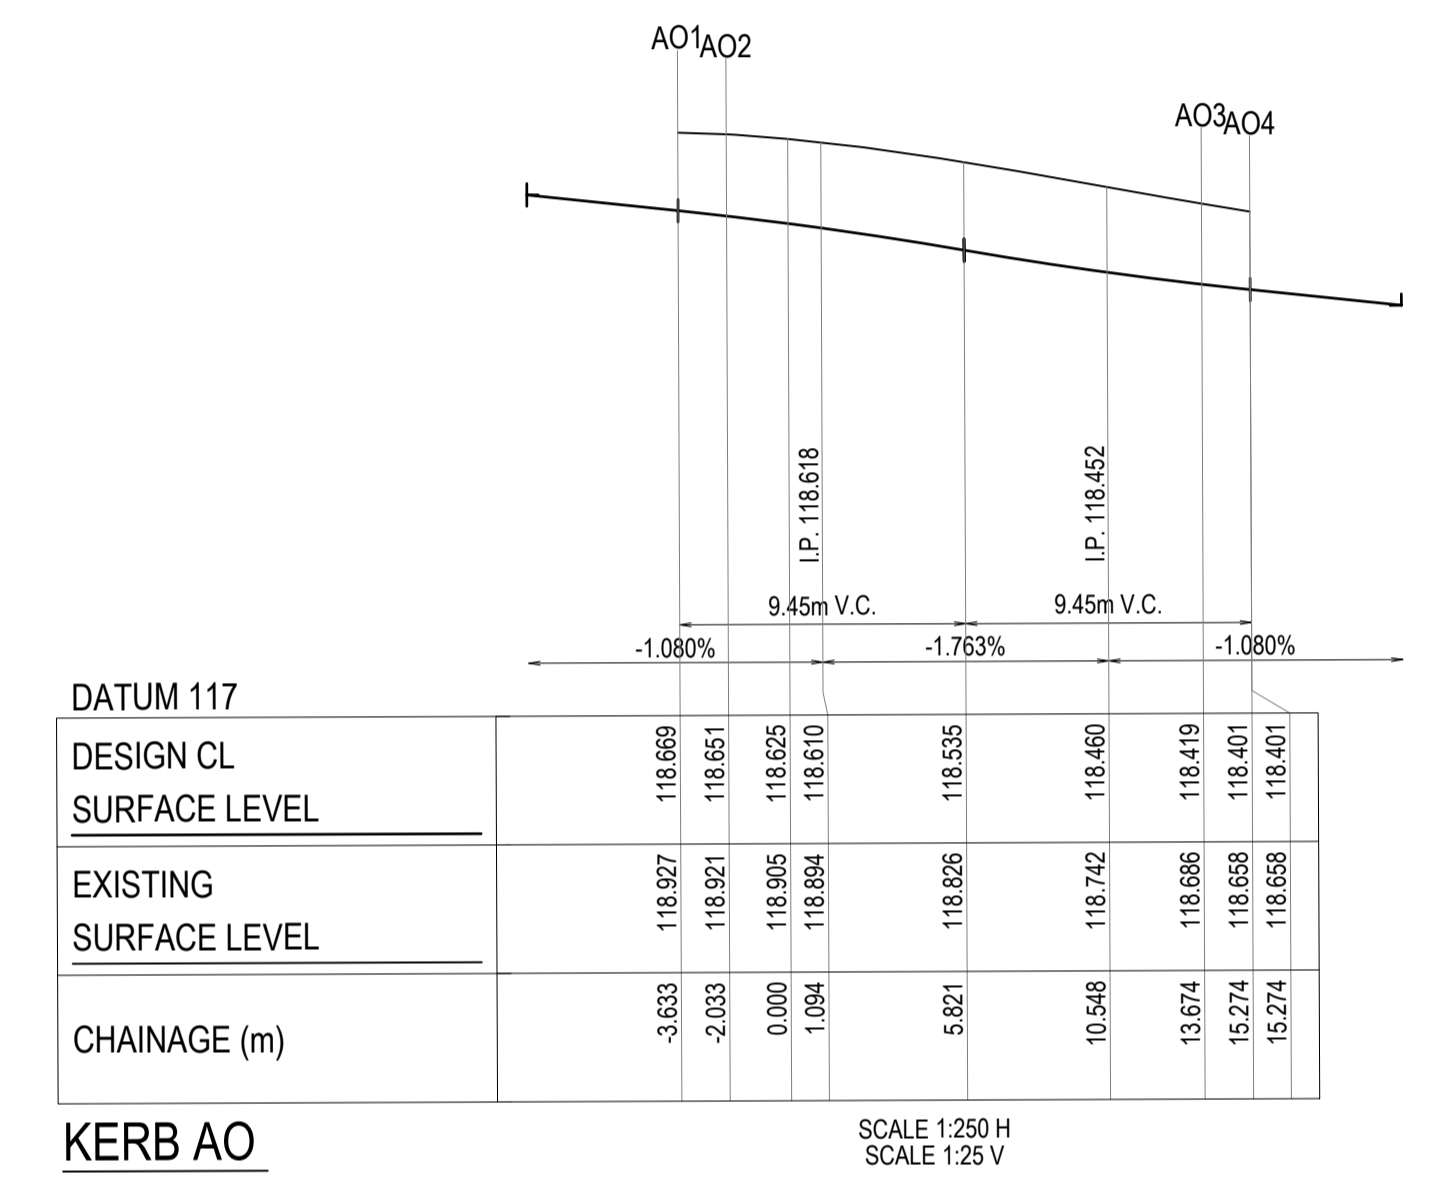 AO1
AO2
AO3
AO4
I.P. 118.618
I.P. 118.452
9.45m V.C.
9.45m V.C.
-1.080%
-1.763%
-1.080%
DATUM 117
DESIGN CL
SURFACE LEVEL
118.669
118.651
118.625
118.610
118.535
118.460
118.419
118.401
118.401
EXISTING
SURFACE LEVEL
118.927
118.921
118.905
118.894
118.826
118.742
118.686
118.658
118.658
CHAINAGE (m)
-3.633
-2.033
0.000
1.094
5.821
10.548
13.674
15.274
15.274
KERB AO
SCALE 1:250 H
SCALE 1:25 V